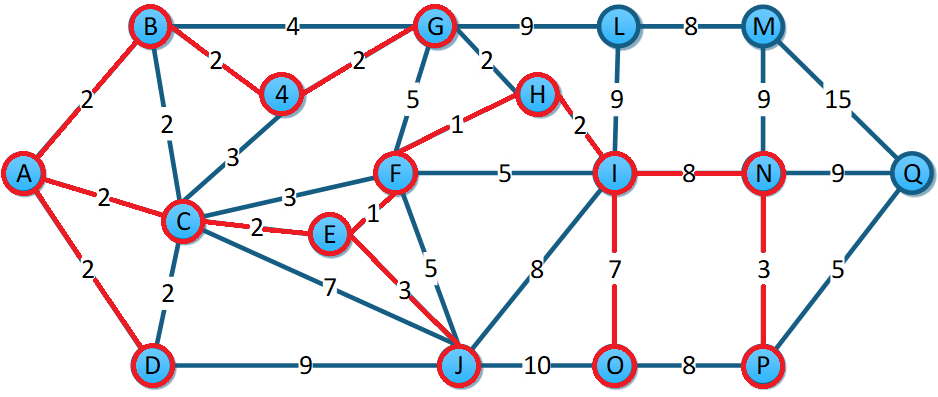 B 4 G 9 L 8 M
2 2 2
4 H
2 2 5 1 2 9 9 15
3
A 2 3 F 5 I 8 N 9 Q
C 2 E 1
2 2 7 3 5 8 7 3 5
D 9 J 10 O 8 P